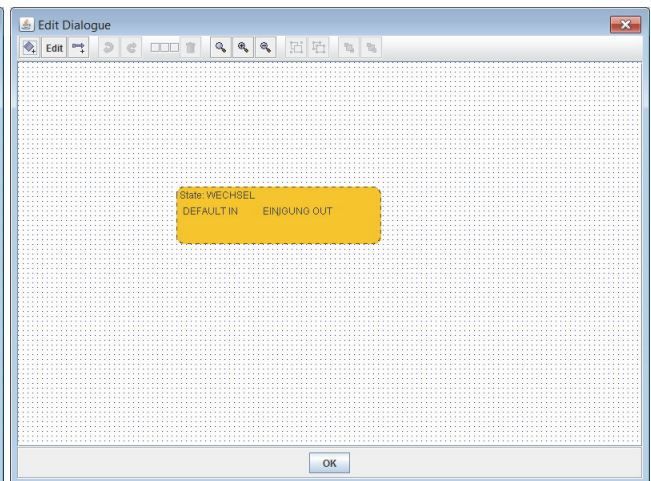 Edit Dialogue
Edit
State: WECHSEL
DEFAULT IN EINIGUNG OUT
OK